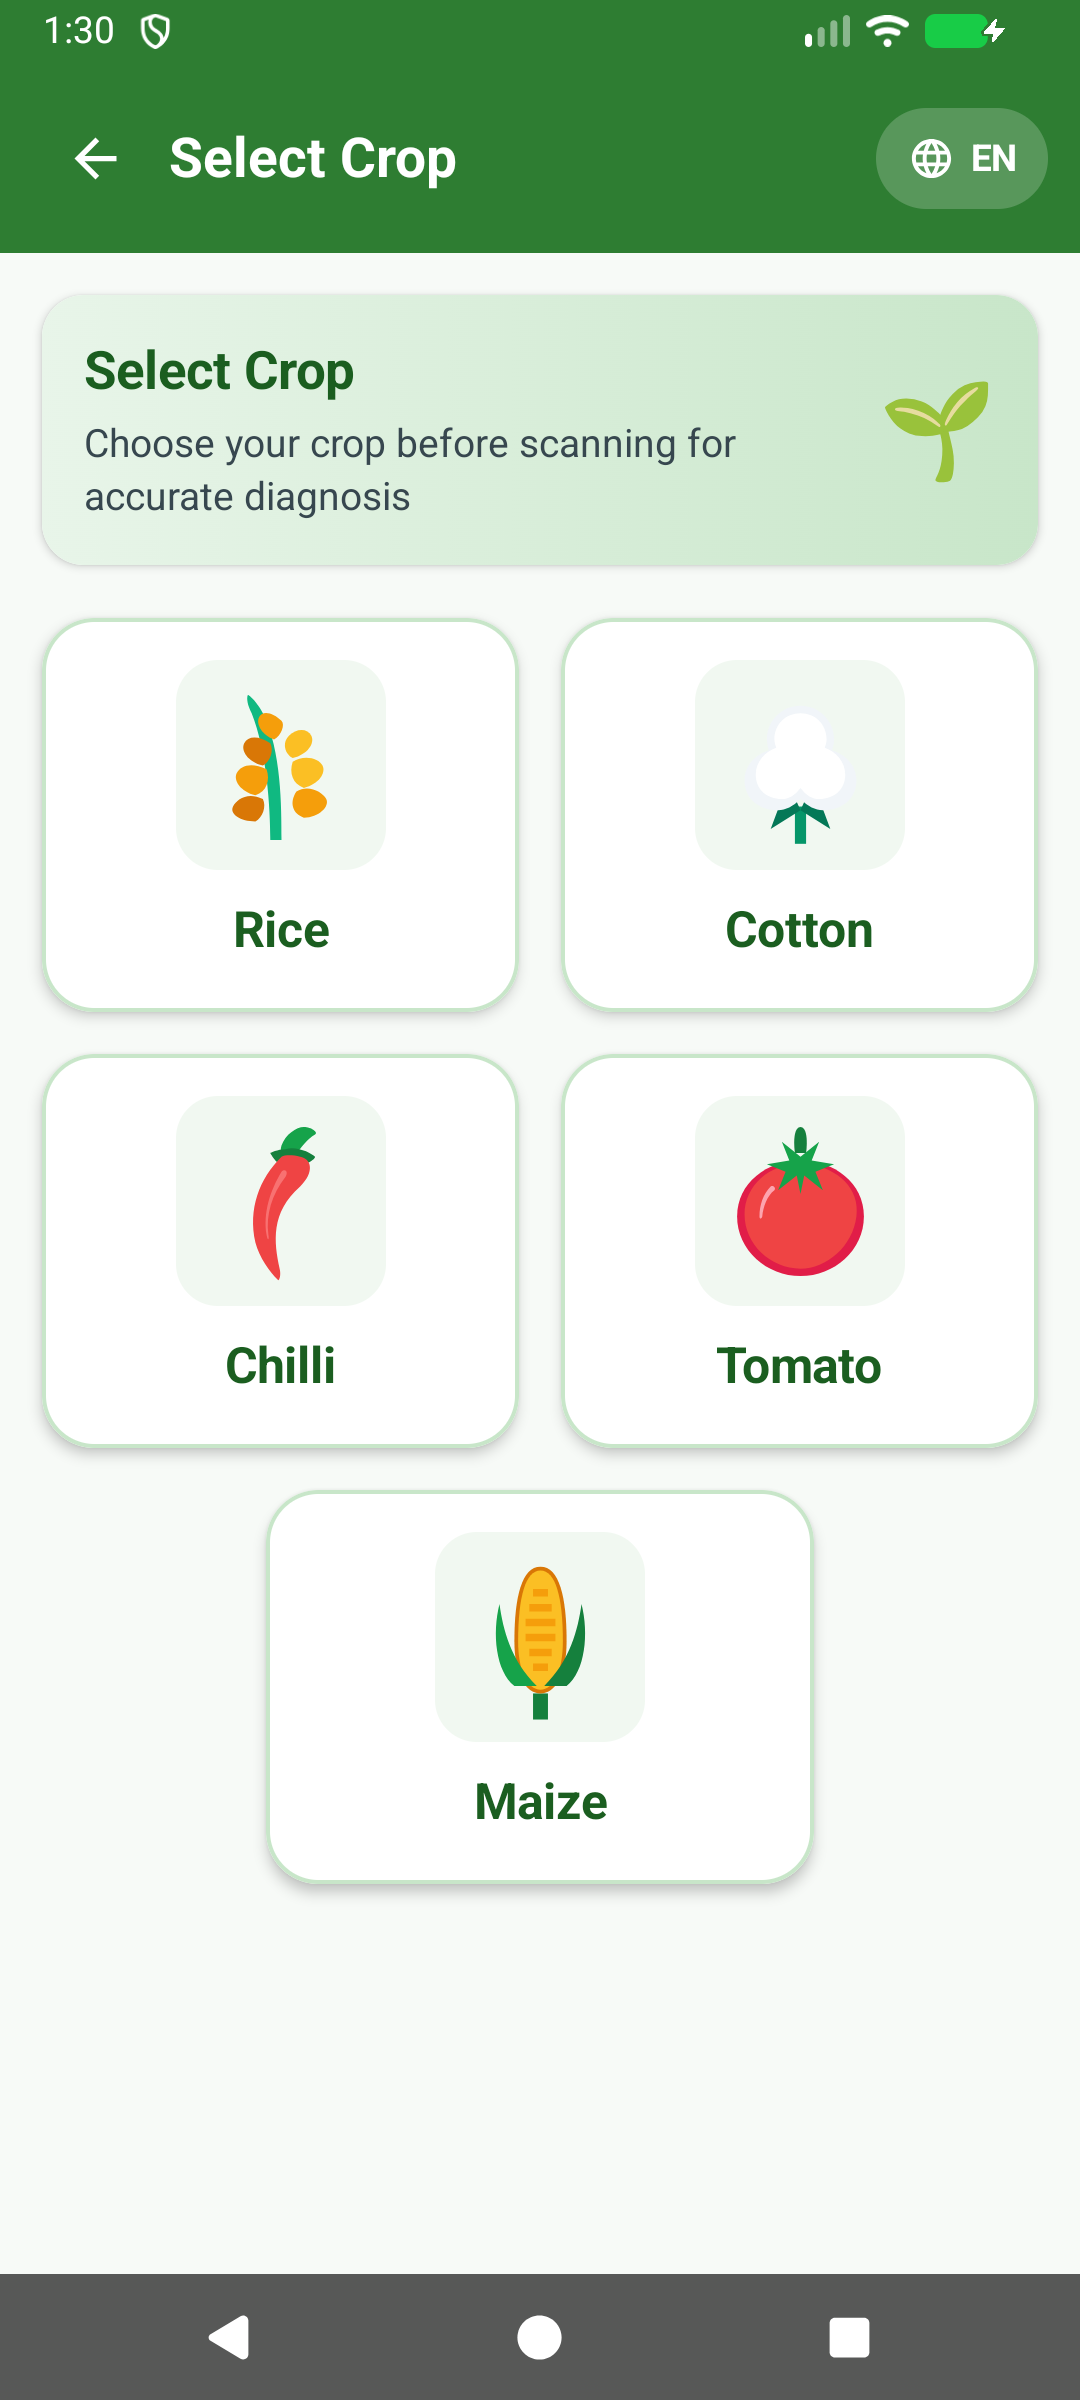 1:30
Select Crop
EN
Select Crop
Choose your crop before scanning for
accurate diagnosis
Rice
Cotton
Chilli
Tomato
Maize